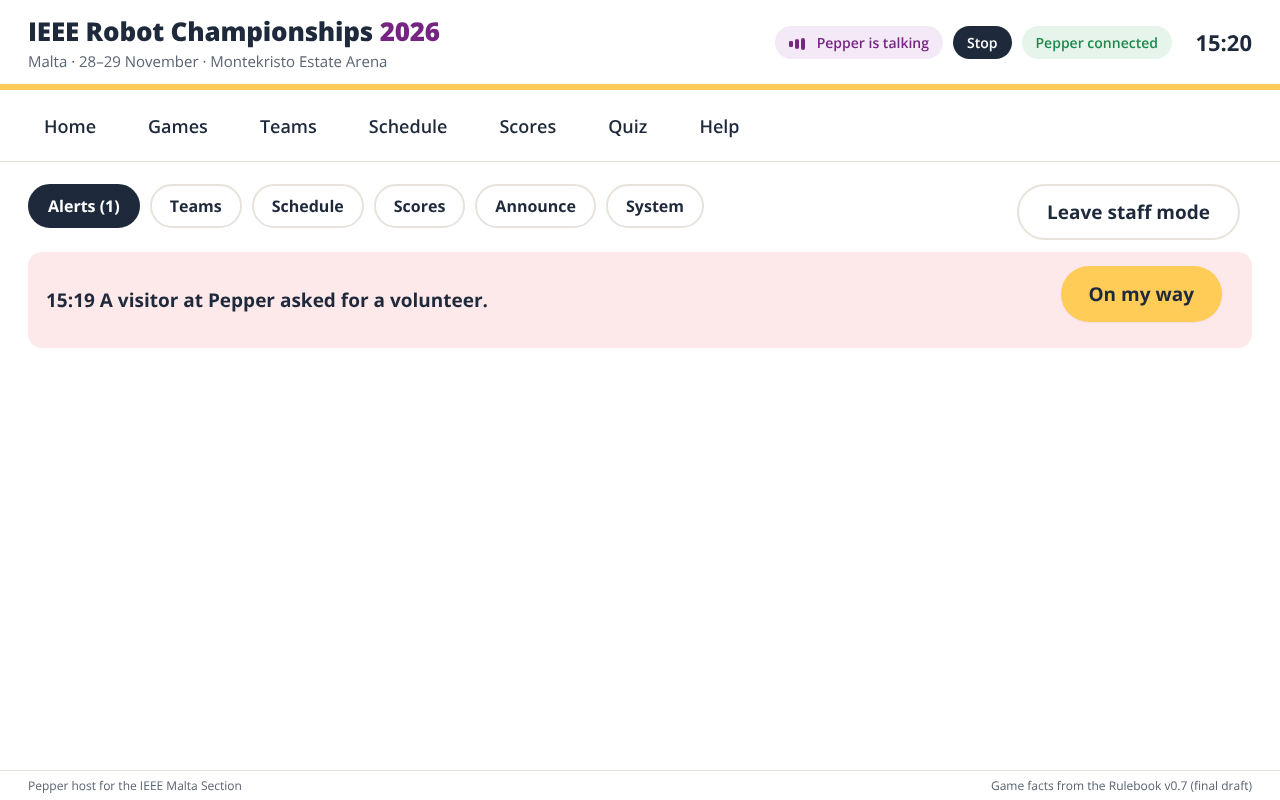 IEEE Robot Championships 2026
Malta · 28–29 November · Montekristo Estate Arena
Pepper is talking
Stop
Pepper connected
15:20
Home
Games
Teams
Schedule
Scores
Quiz
Help
Alerts (1)
Teams
Schedule
Scores
Announce
System
Leave staff mode
15:19 A visitor at Pepper asked for a volunteer.
On my way
Pepper host for the IEEE Malta Section
Game facts from the Rulebook v0.7 (final draft)